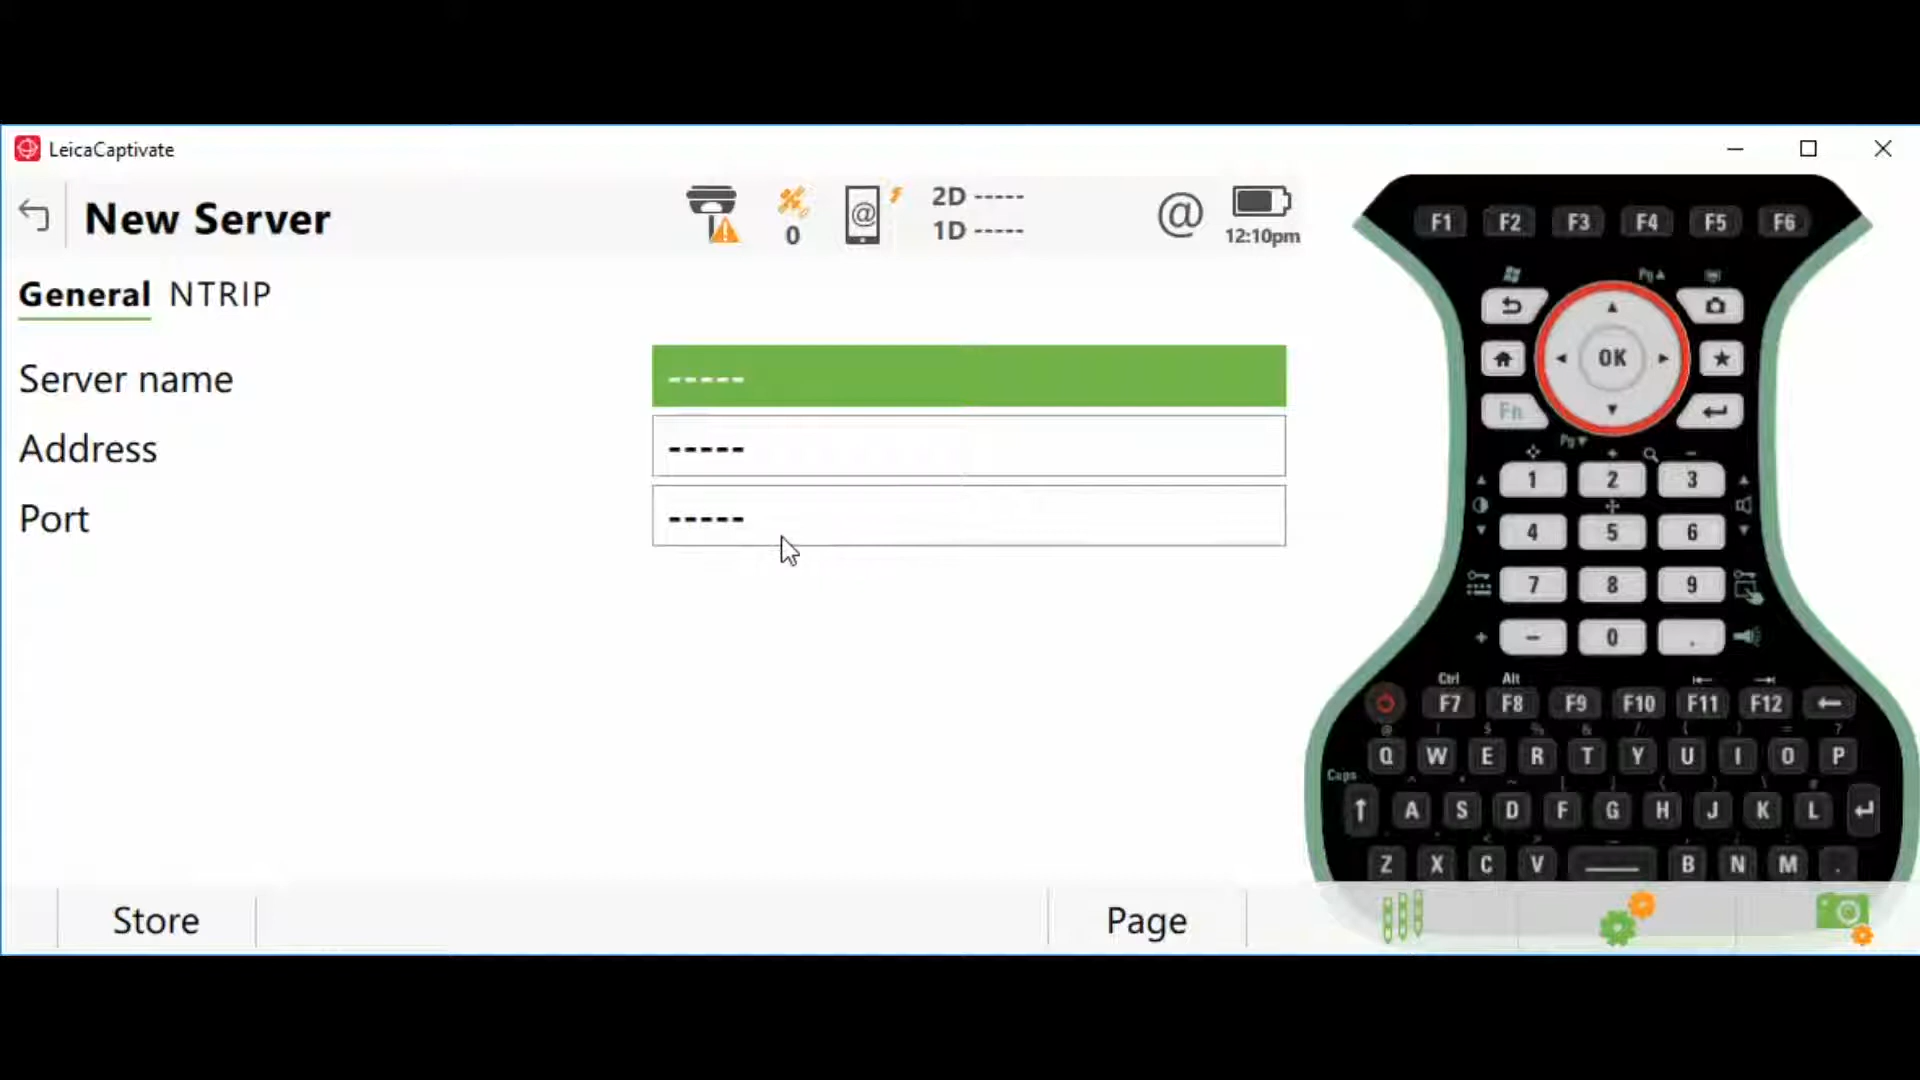 LeicaCaptivate
New Server
0
2D -----
1D -----
@
@
12:10pm
General NTRIP
Server name -----
Address -----
Port -----
Store
Page
F1 F2 F3 F4 F5 F6
Pg
OK
Fn
Pg
1 2 3
4 5 6
7 8 9
- 0 .
Ctrl Alt
F7 F8 F9 F10 F11 F12
Q W E R T Y U I O P
Caps
A S D F G H J K L
Z X C V B N M .